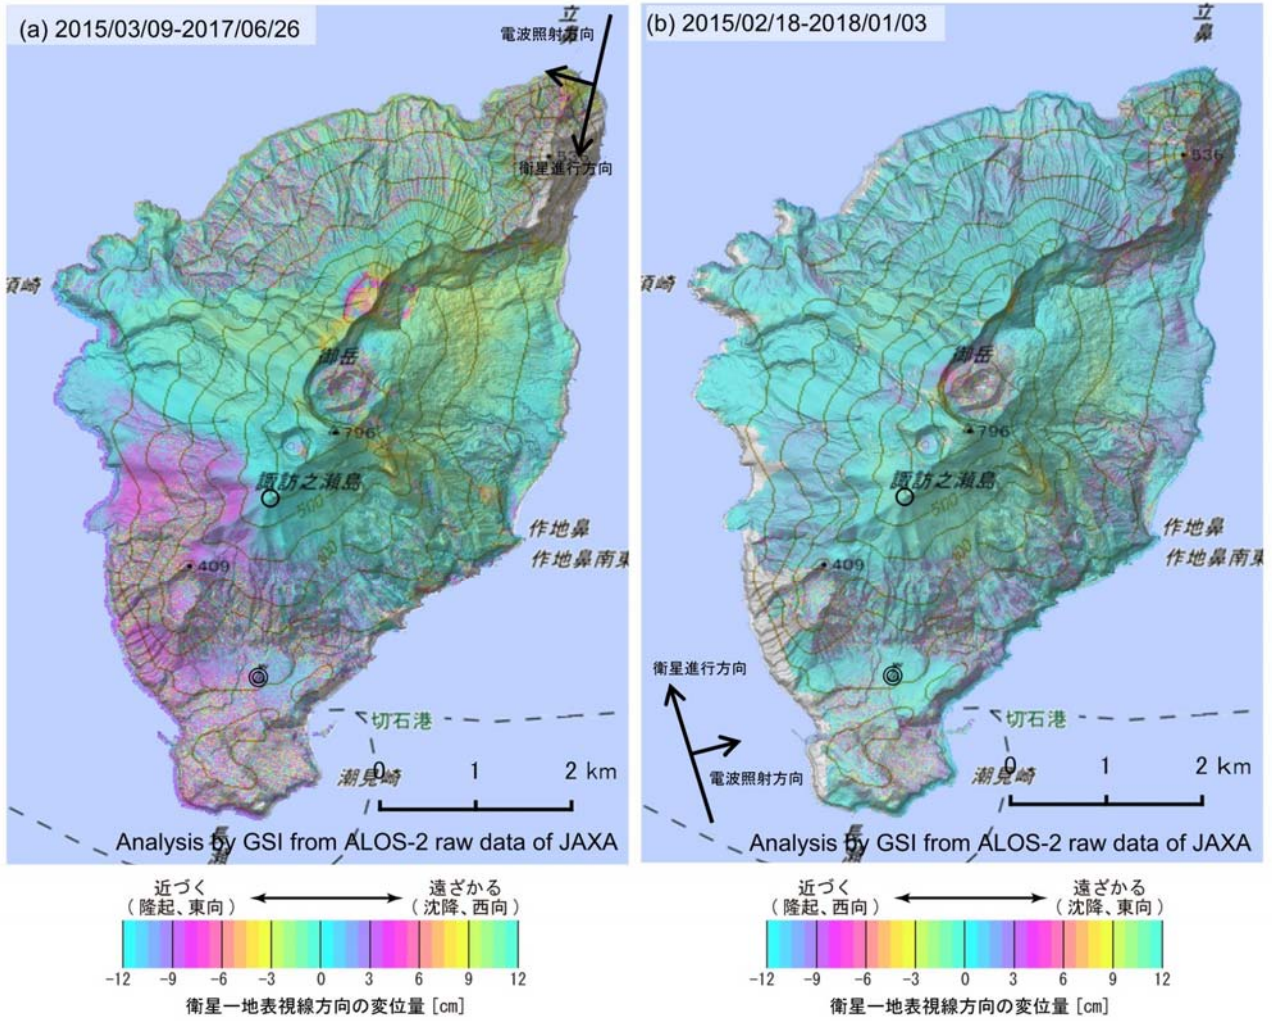 (a) 2015/03/09-2017/06/26
立
鼻
電波照射方向
衛星進行方向
須崎
御岳
796
諏訪之瀬島
500
作地鼻
作地鼻南東
409
切石港
潮見崎
0 1 2 km
Analysis by GSI from ALOS-2 raw data of JAXA
近づく
(隆起、東向)
遠ざかる
(沈降、西向)
-12 -9 -6 -3 0 3 6 9 12
衛星－地表視線方向の変位量 [cm]
(b) 2015/02/18-2018/01/03
立
鼻
536
須崎
御岳
796
諏訪之瀬島
500
作地鼻
作地鼻南東
409
衛星進行方向
電波照射方向
切石港
潮見崎
0 1 2 km
Analysis by GSI from ALOS-2 raw data of JAXA
近づく
(隆起、西向)
遠ざかる
(沈降、東向)
-12 -9 -6 -3 0 3 6 9 12
衛星－地表視線方向の変位量 [cm]